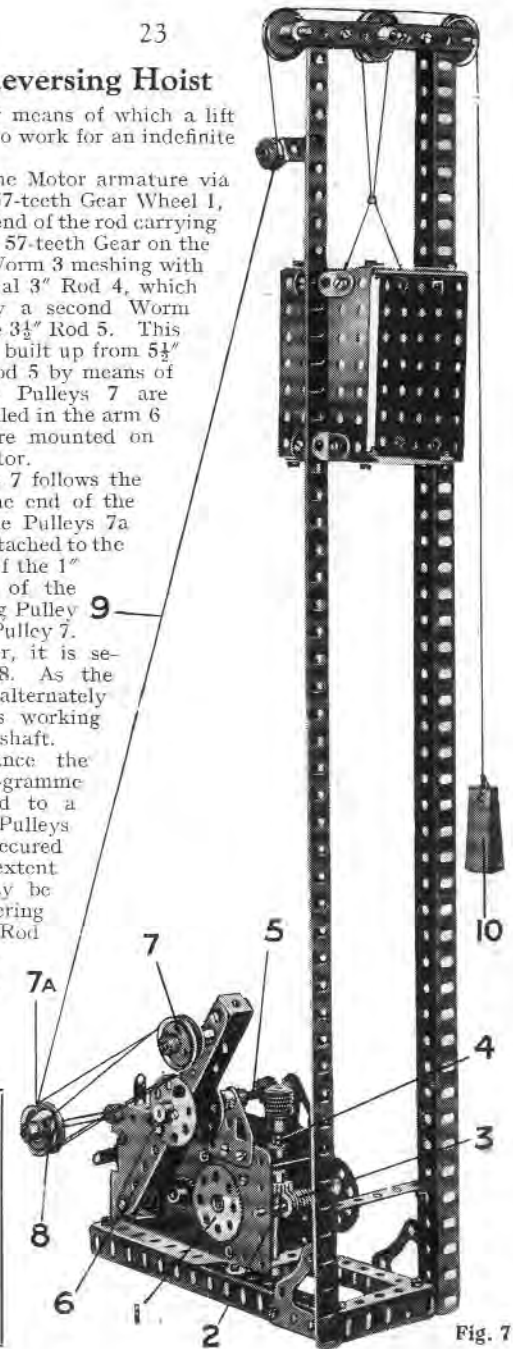 23
eversing Hoist
means of which a lift
o work for an indefinite
he Motor armature via
57-teeth Gear Wheel 1,
end of the rod carrying
57-teeth Gear on the
Worm 3 meshing with
al 3" Rod 4, which
y a second Worm
e 3½" Rod 5. This
built up from 5½"
od 5 by means of
Pulleys 7 are
led in the arm 6
re mounted on
tor.
7 follows the
he end of the
e Pulleys 7a
ttached to the
f the 1"
of the
g Pulley
Pulley 7.
r, it is se-
8. As the
alternately
s working
shaft.
ance the
-gramme
d to a
Pulleys
ecured
extent
y be
ering
Rod
9
10
7A
7
5
4
3
8
6
1
2
Fig. 7